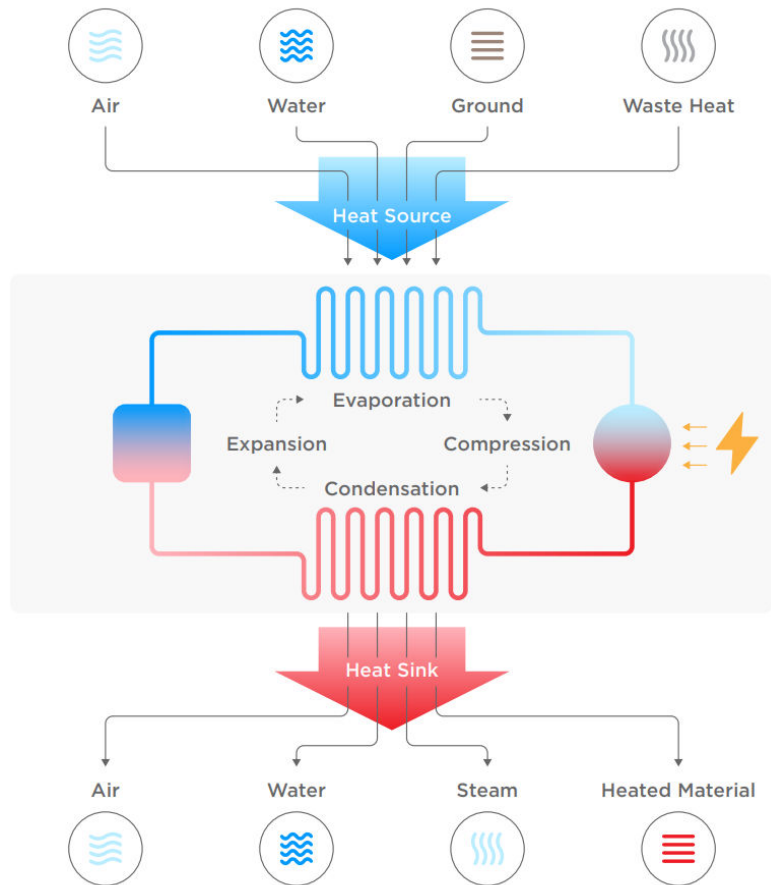 Air
Water
Ground
Waste Heat
Heat Source
Evaporation
Expansion
Compression
Condensation
Heat Sink
Air
Water
Steam
Heated Material